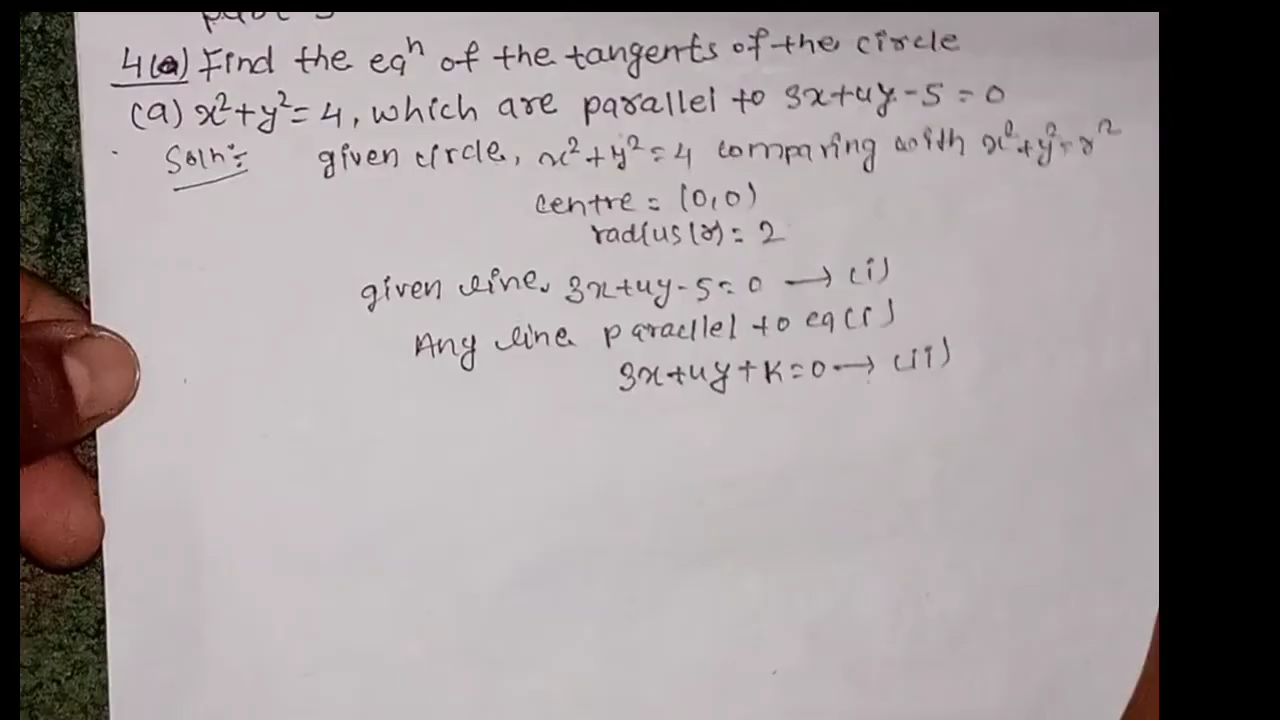 4(a) Find the eqⁿ of the tangents of the circle
(a) x²+y²=4, which are parallel to 3x+4y-5=0
Solⁿ:- given circle, x²+y²=4 comparing with x²+y²=r²
centre = (0,0)
radius(r) = 2
given line, 3x+4y-5=0 → (i)
Any line parallel to eq(i)
3x+4y+K=0 → (ii)